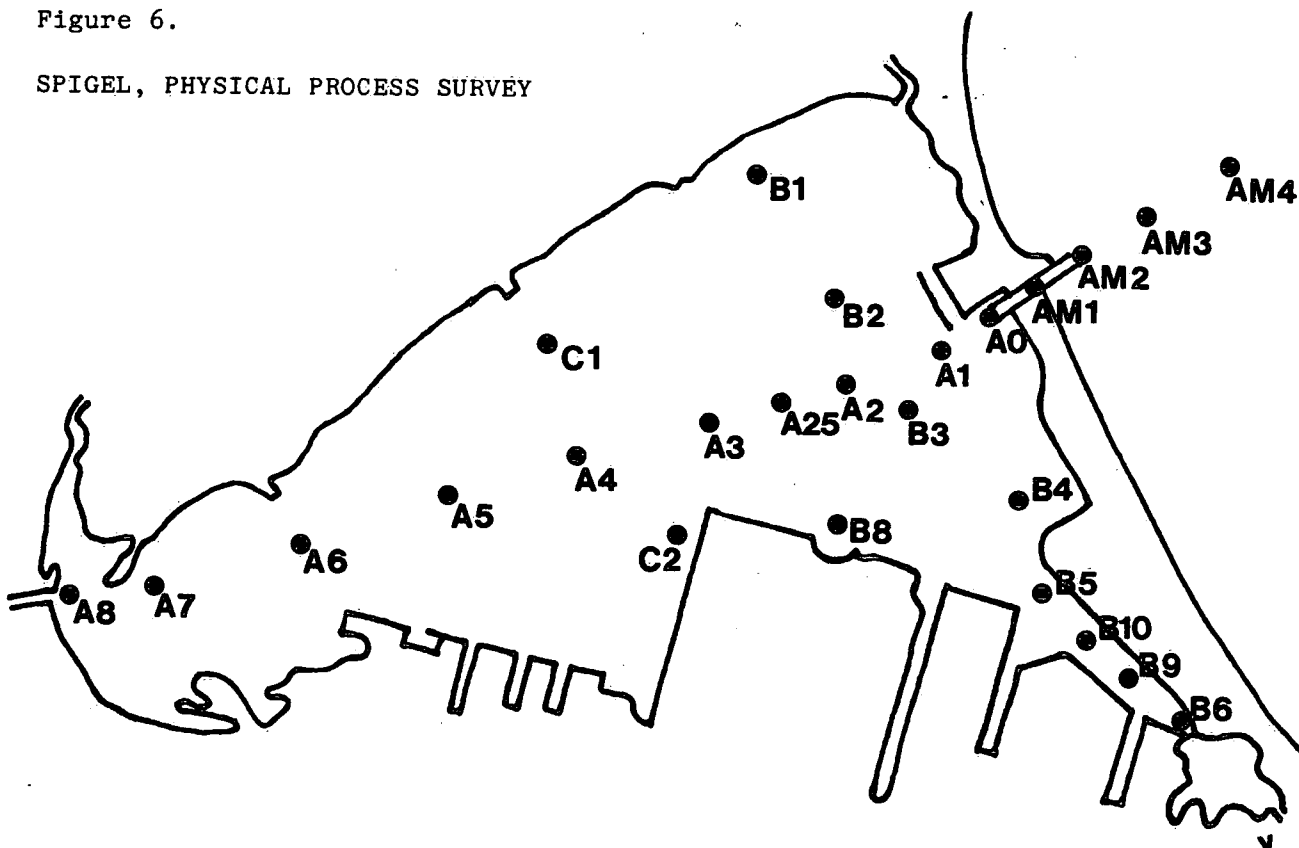 Figure 6.
SPIGEL, PHYSICAL PROCESS SURVEY
B1
AM4
AM3
AM2
AM1
B2
A0
C1
A1
A2
A25
B3
A3
A4
A5
B4
B8
C2
A6
B5
A8
A7
B10
B9
B6